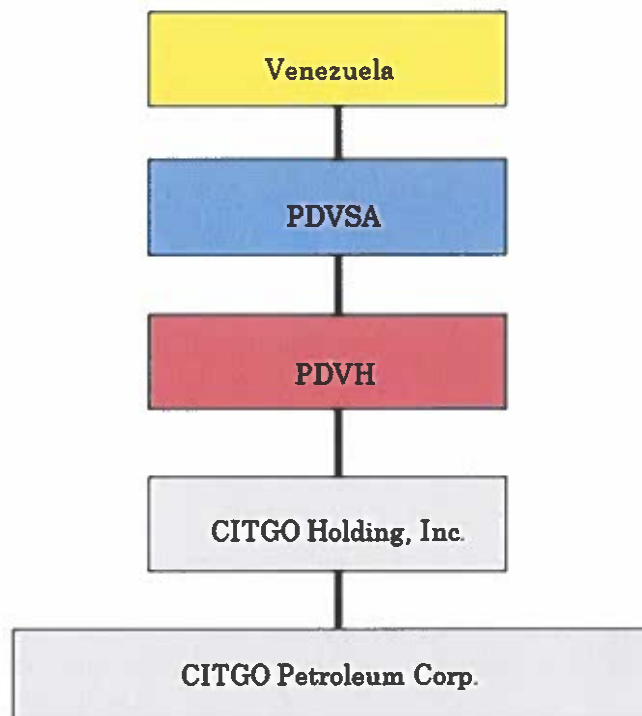 Venezuela
PDVSA
PDVH
CITGO Holding, Inc.
CITGO Petroleum Corp.